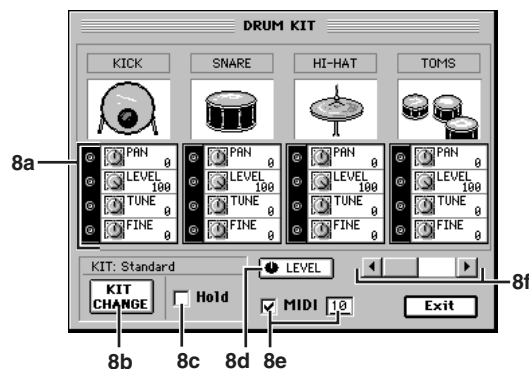 DRUM KIT
KICK SNARE HI-HAT TOMS
8a
PAN 0 PAN 0 PAN 0 PAN 0
LEVEL 100 LEVEL 100 LEVEL 100 LEVEL 100
TUNE 0 TUNE 0 TUNE 0 TUNE 0
FINE 0 FINE 0 FINE 0 FINE 0
KIT: Standard
LEVEL
8f
KIT CHANGE
Hold
MIDI 10
Exit
8b 8c 8d 8e